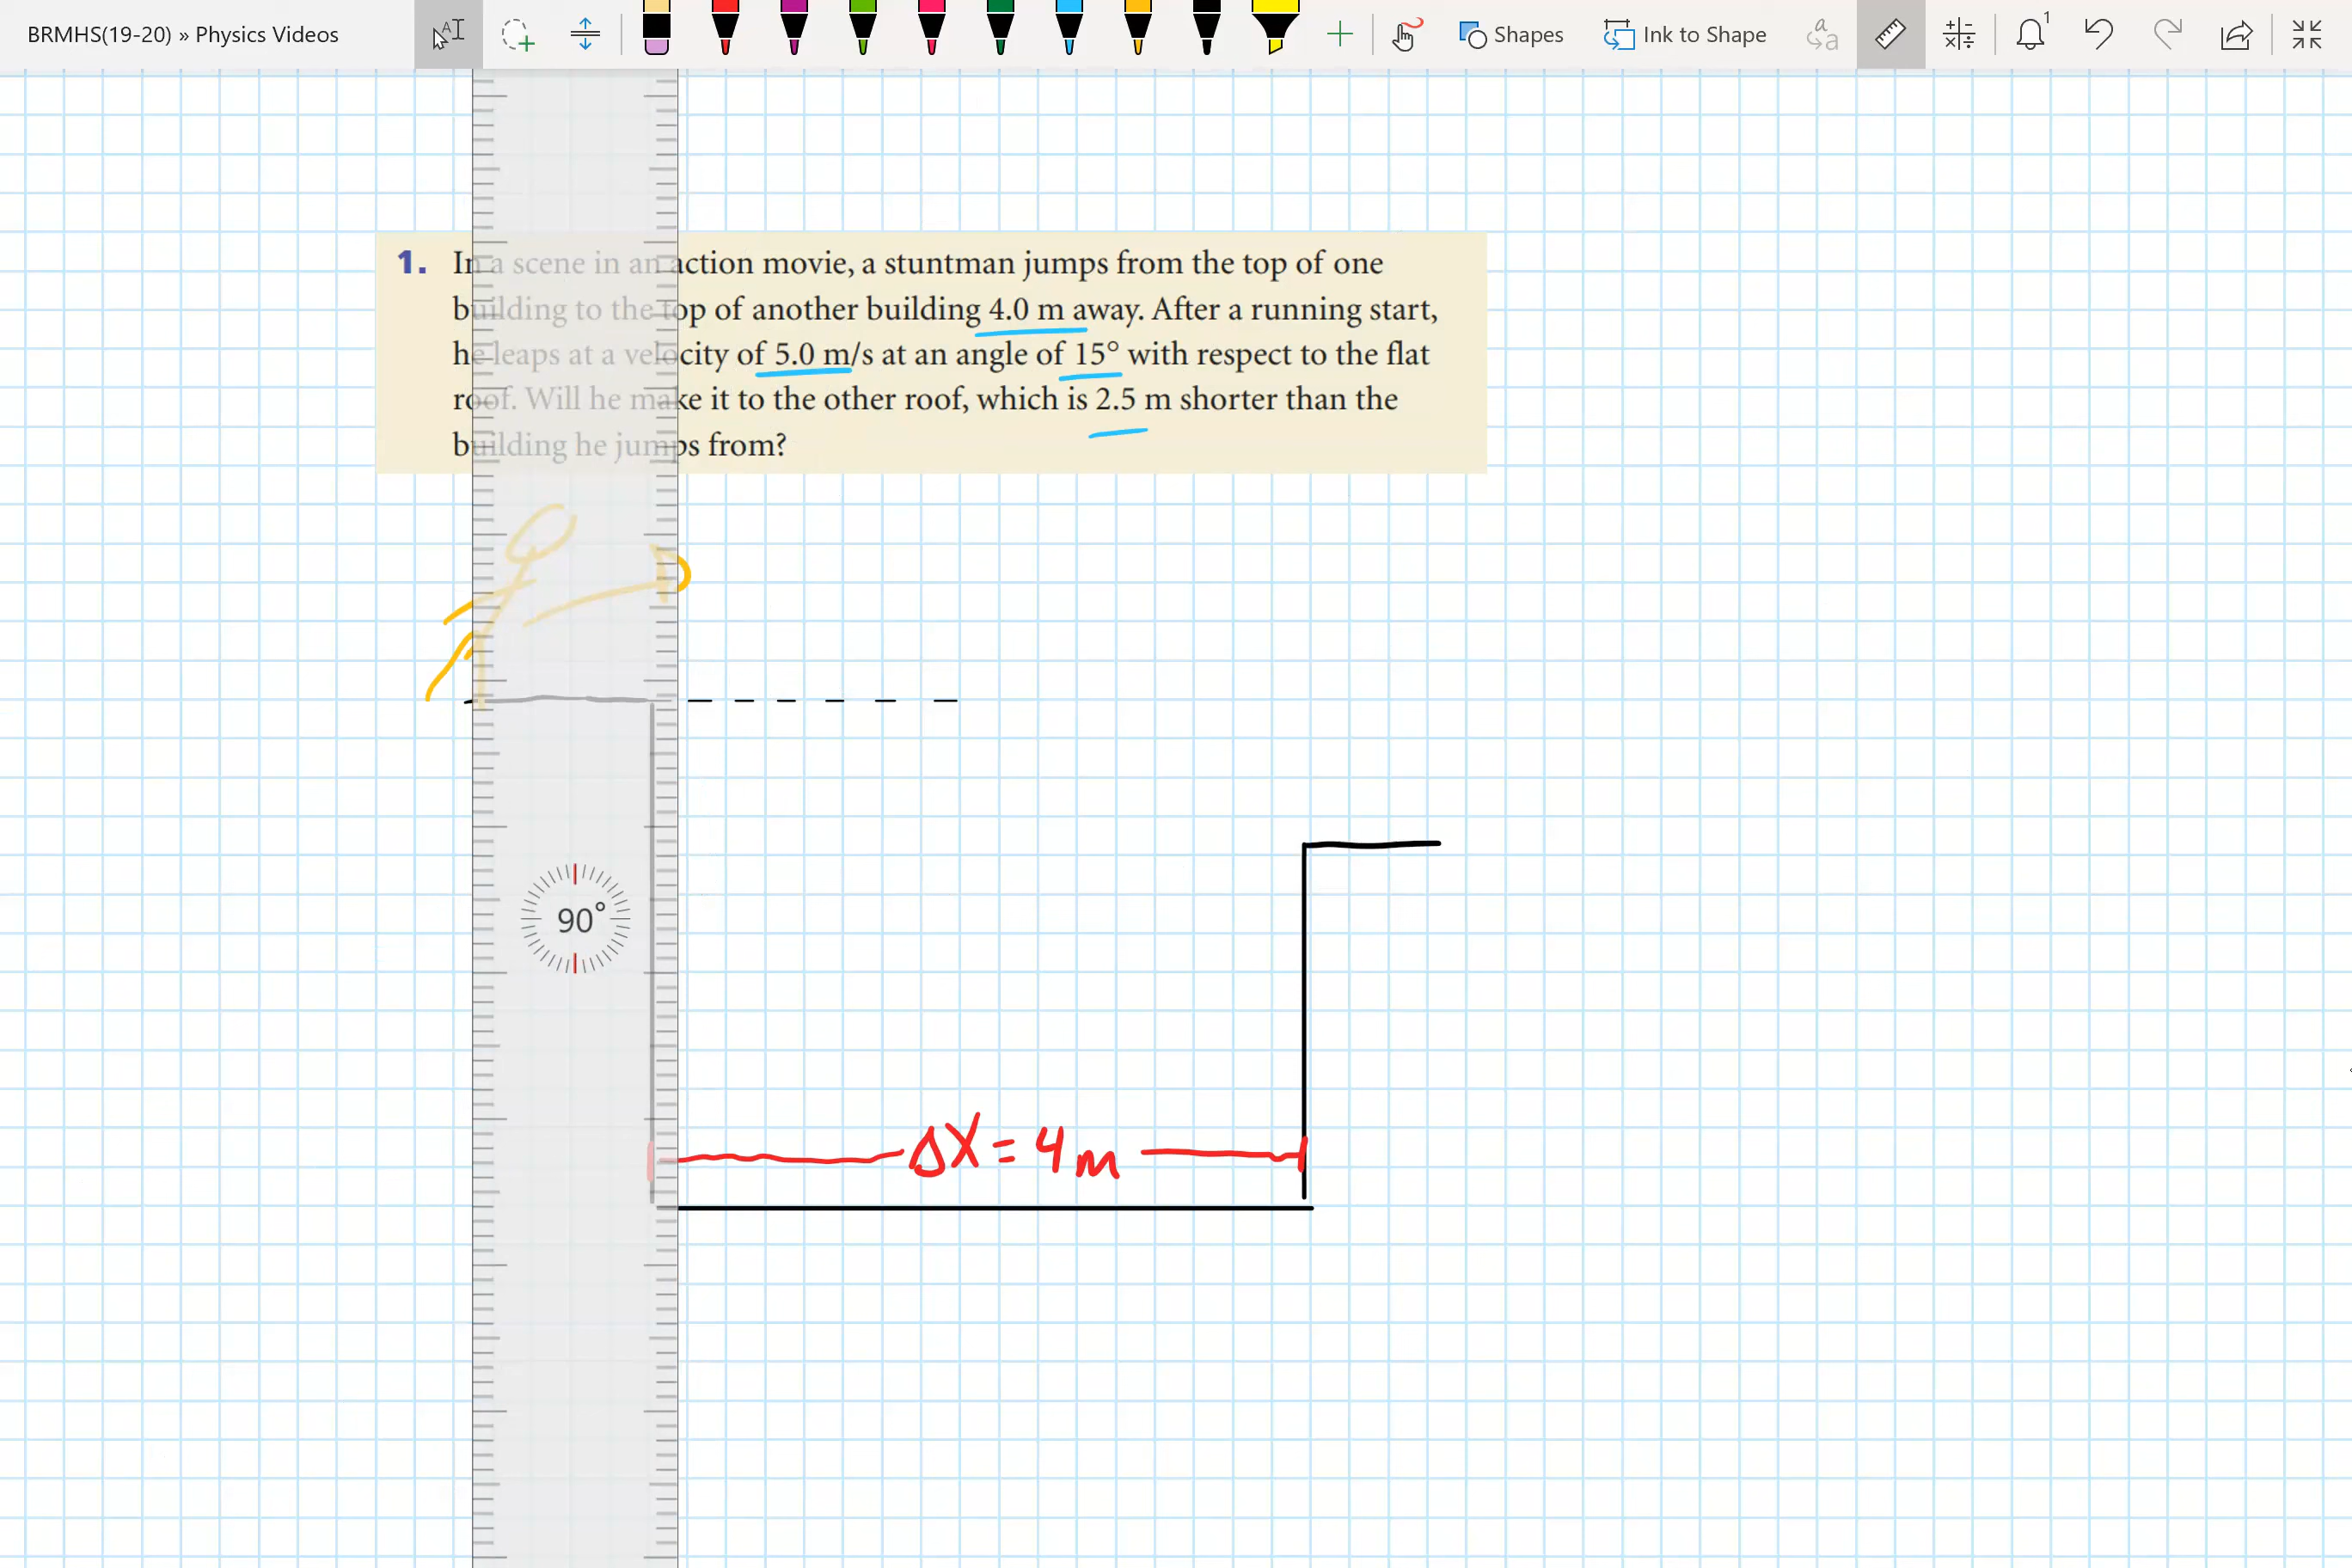 BRMHS(19-20) » Physics Videos
Shapes
Ink to Shape
1
1. In a scene in an action movie, a stuntman jumps from the top of one
building to the top of another building 4.0 m away. After a running start,
he leaps at a velocity of 5.0 m/s at an angle of 15° with respect to the flat
roof. Will he make it to the other roof, which is 2.5 m shorter than the
building he jumps from?
90°
ΔX = 4m